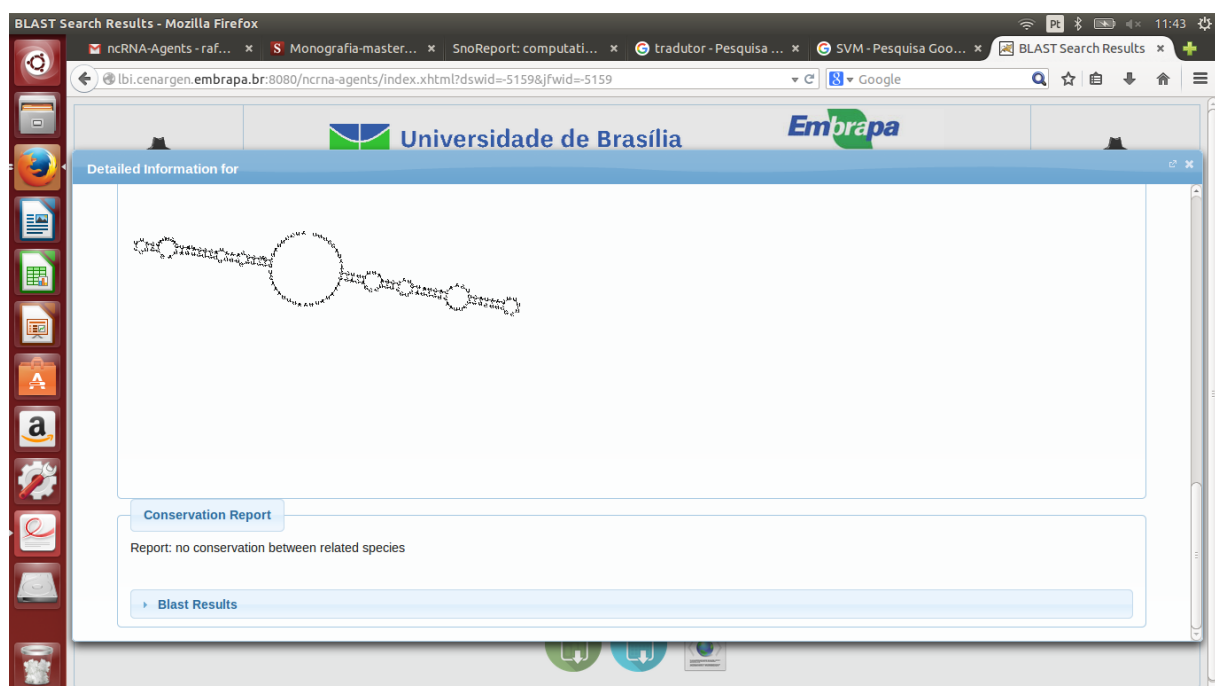 BLAST Search Results - Mozilla Firefox
Pt
11:43
ncRNA-Agents - raf...
S Monografia-master...
SnoReport: computati...
G tradutor - Pesquisa ...
G SVM - Pesquisa Goo...
BLAST Search Results
lbi.cenargen.embrapa.br:8080/ncrna-agents/index.xhtml?dswid=-5159&jfwid=-5159
8 Google
Universidade de Brasília
Embrapa
Detailed Information for
Conservation Report
Report: no conservation between related species
Blast Results
A
a